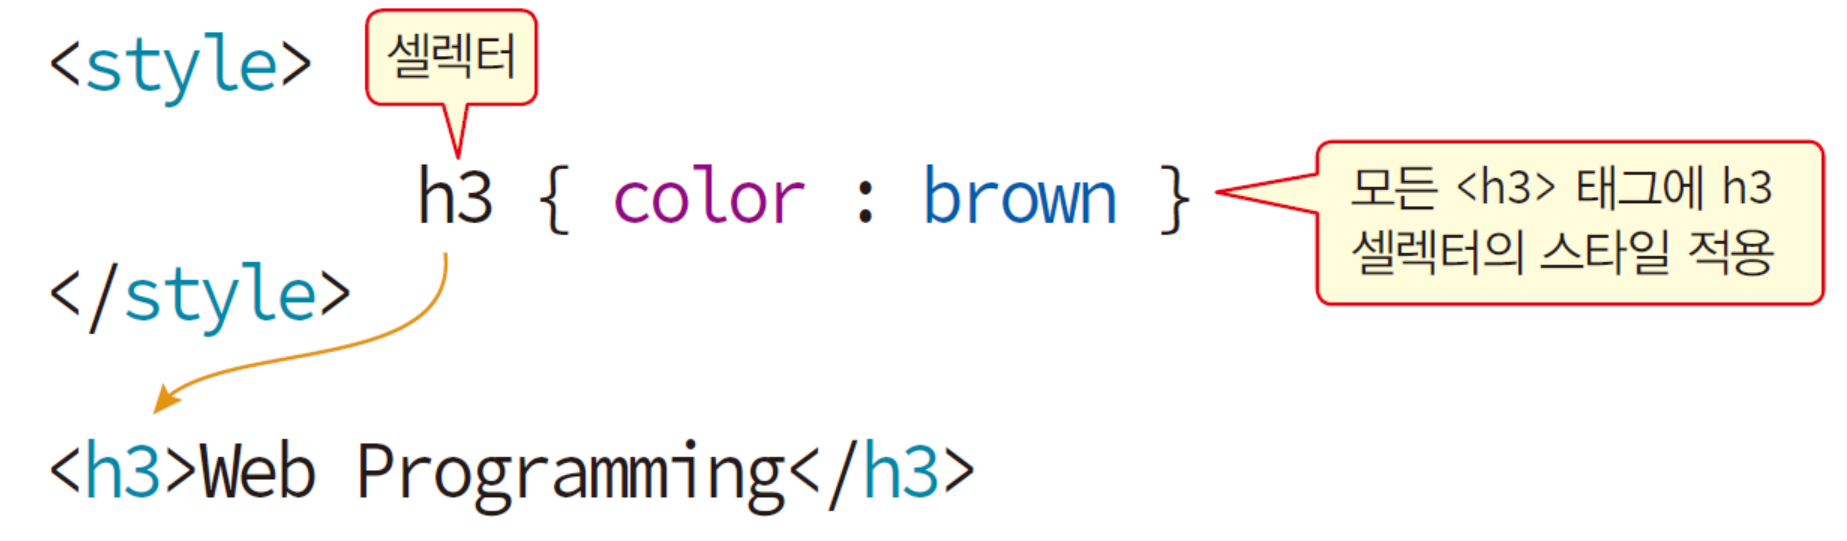 <style>
셀렉터
h3 { color : brown }
모든 <h3> 태그에 h3
셀렉터의 스타일 적용
</style>
<h3>Web Programming</h3>